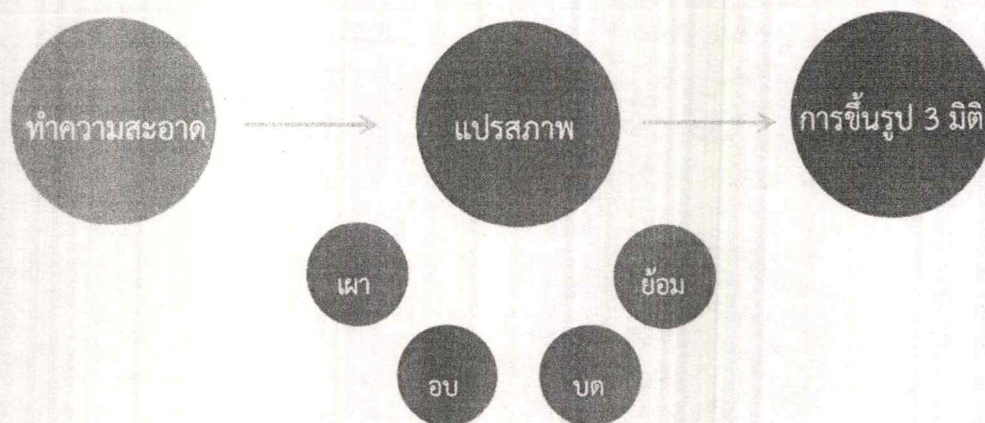 ทำความสะอาด
แปรสภาพ
การขึ้นรูป 3 มิติ
เผา
ย้อม
อบ
บด